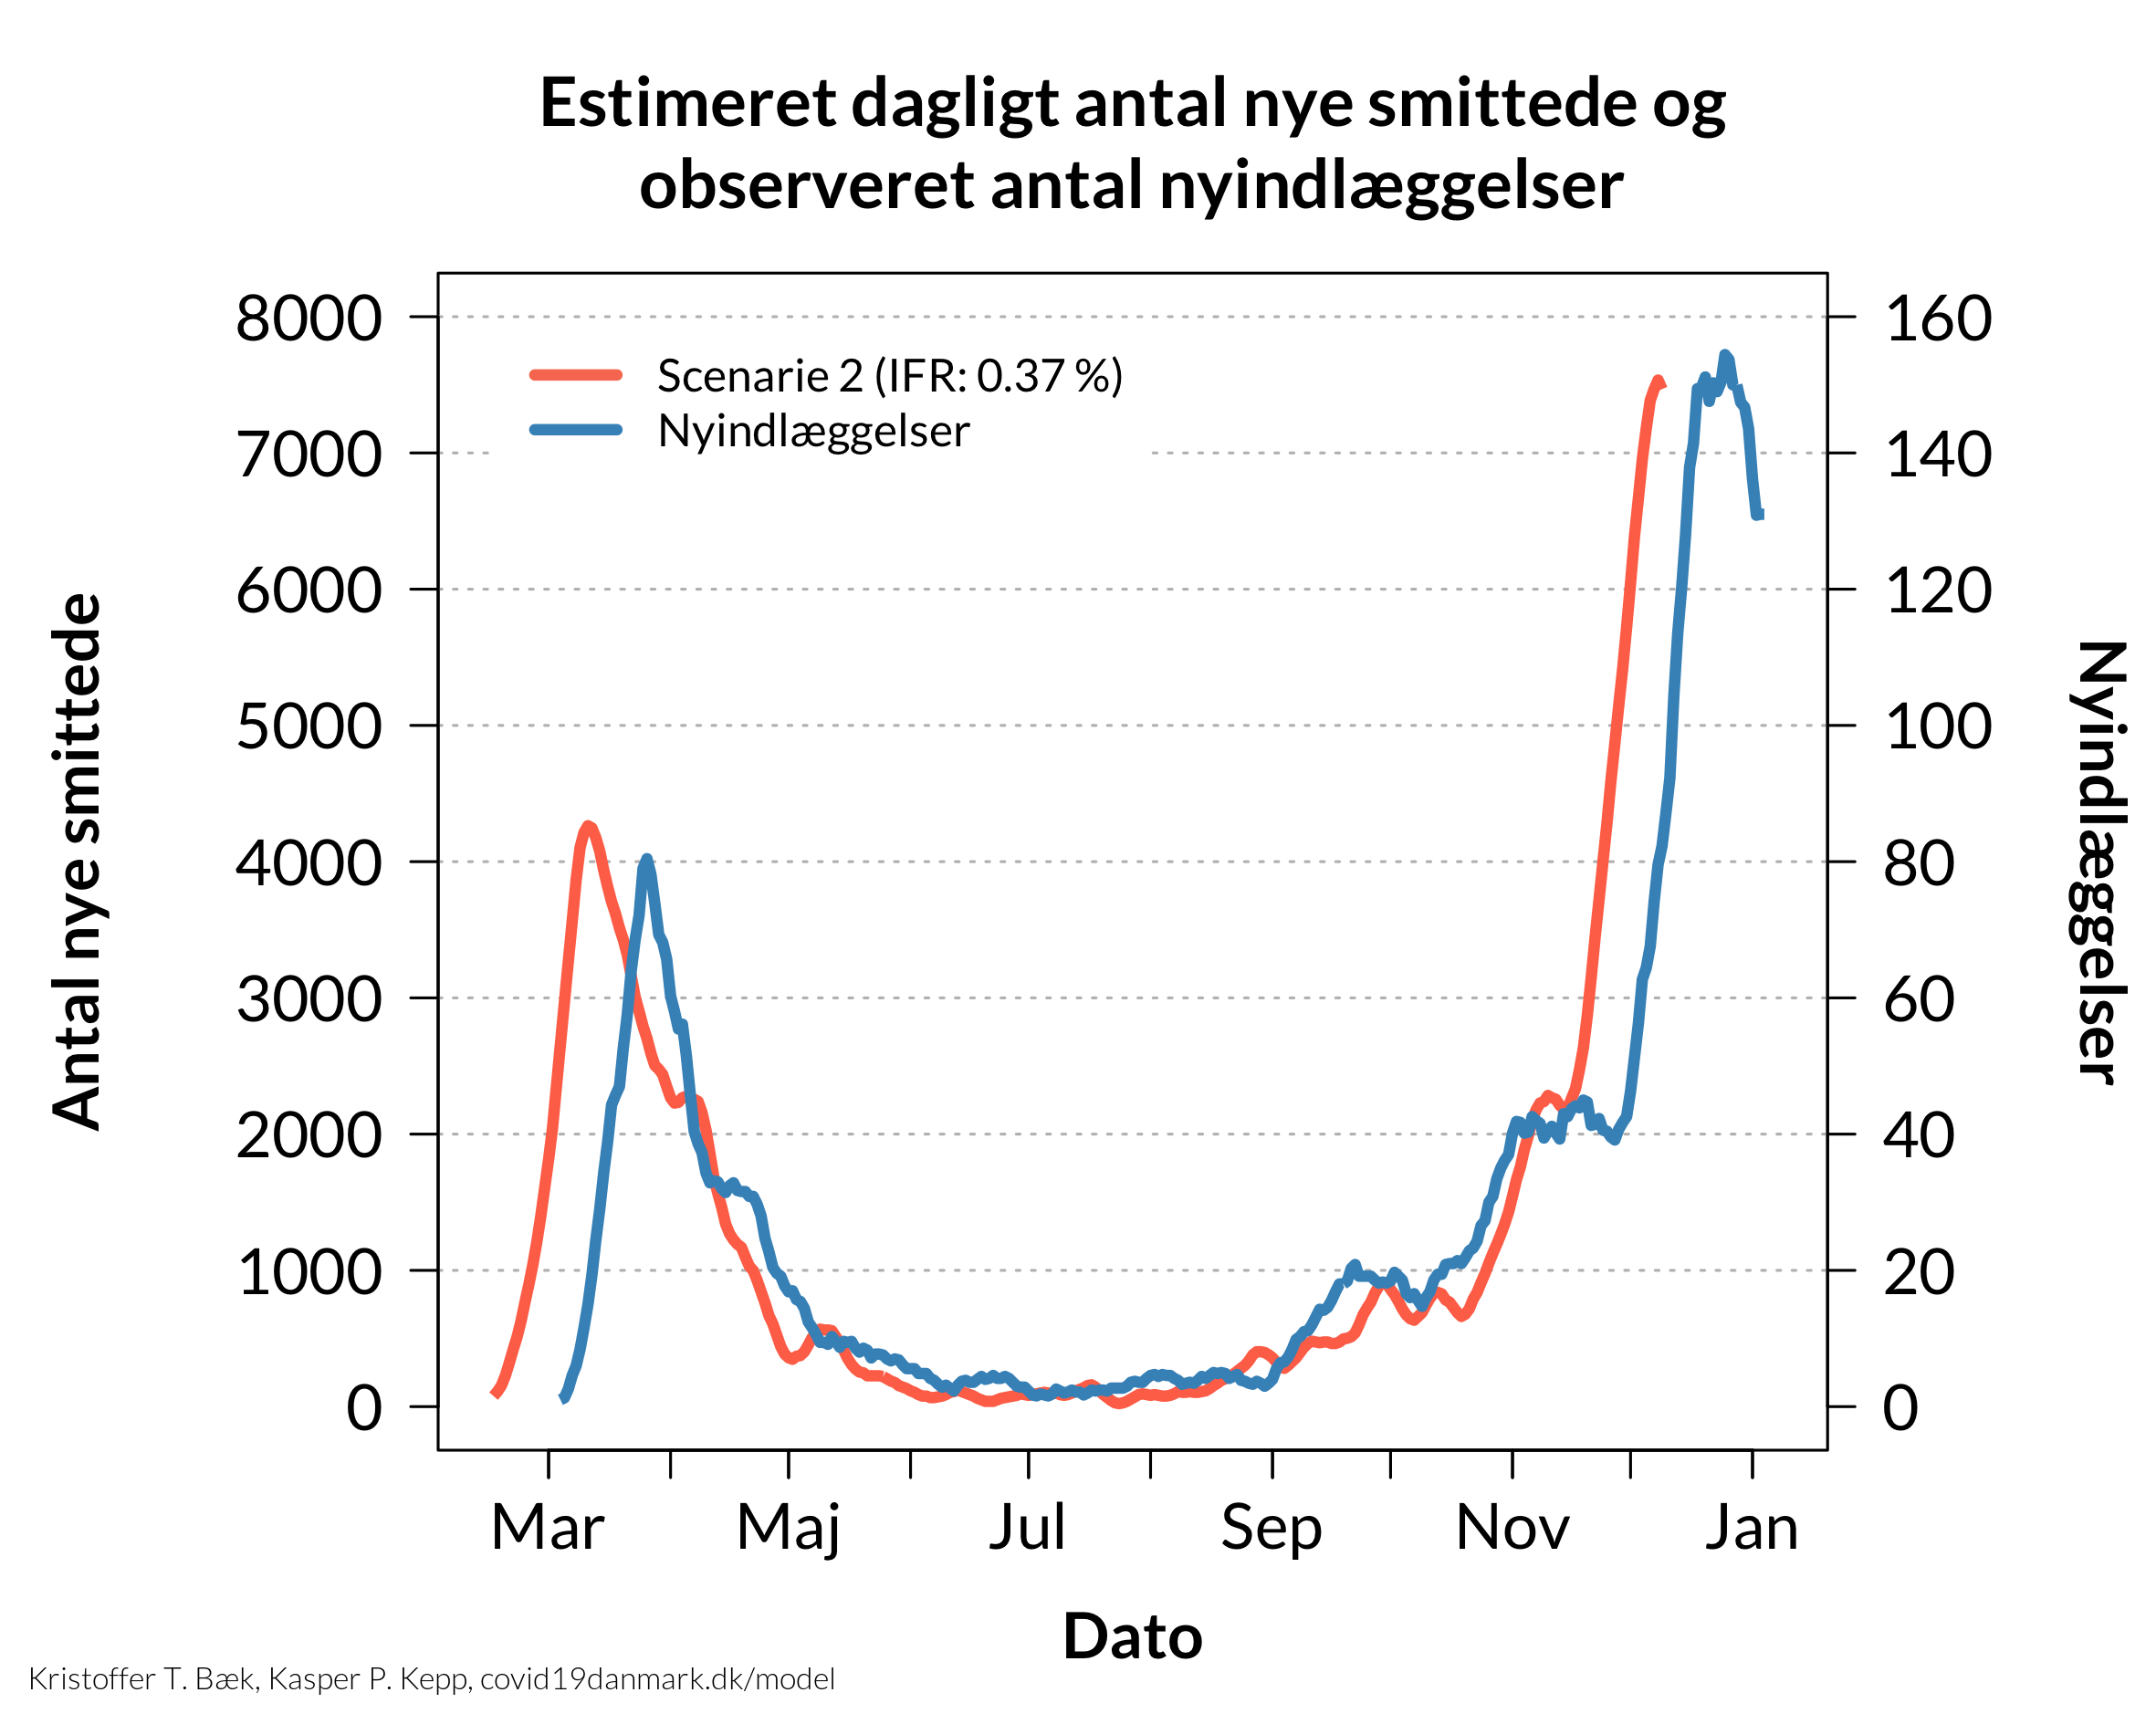 Estimeret dagligt antal nye smittede og
observeret antal nyindlæggelser
Scenarie 2 (IFR: 0.37 %)
Nyindlæggelser
Antal nye smittede
8000
7000
6000
5000
4000
3000
2000
1000
0
160
140
120
100
80
60
40
20
0
Nyindlæggelser
Mar Maj Jul Sep Nov Jan
Dato
Kristoffer T. Bæk, Kasper P. Kepp, covid19danmark.dk/model